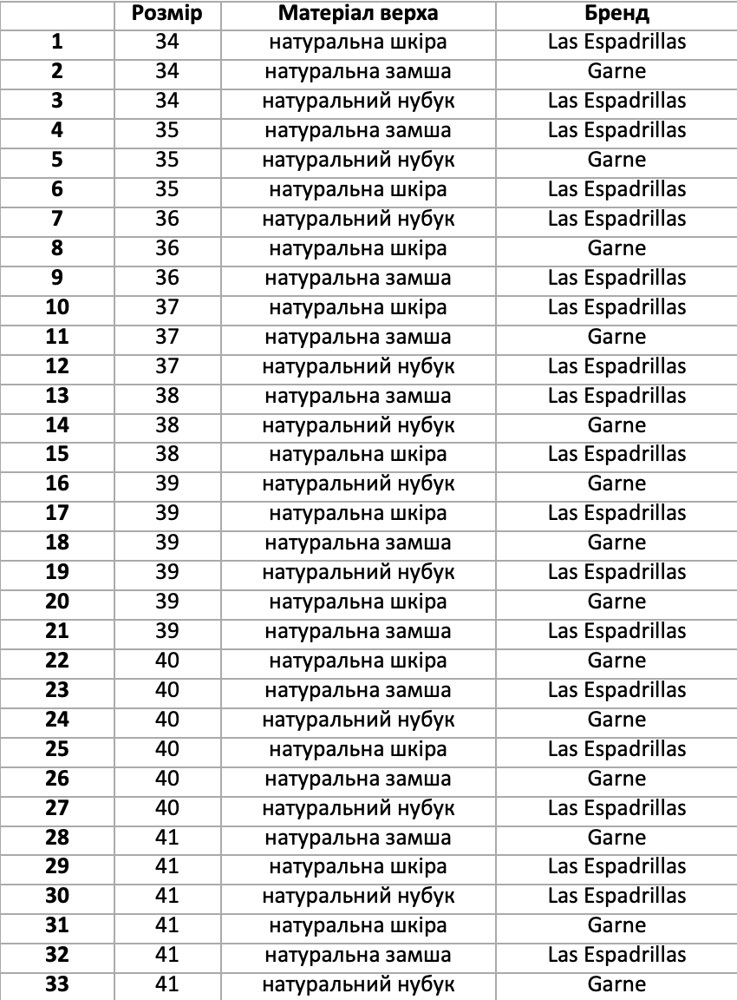 Розмір Матеріал верха Бренд
1 34 натуральна шкіра Las Espadrillas
2 34 натуральна замша Garne
3 34 натуральний нубук Las Espadrillas
4 35 натуральна замша Las Espadrillas
5 35 натуральний нубук Garne
6 35 натуральна шкіра Las Espadrillas
7 36 натуральний нубук Las Espadrillas
8 36 натуральна шкіра Garne
9 36 натуральна замша Las Espadrillas
10 37 натуральна шкіра Las Espadrillas
11 37 натуральна замша Garne
12 37 натуральний нубук Las Espadrillas
13 38 натуральна замша Las Espadrillas
14 38 натуральний нубук Garne
15 38 натуральна шкіра Las Espadrillas
16 39 натуральний нубук Garne
17 39 натуральна шкіра Las Espadrillas
18 39 натуральна замша Garne
19 39 натуральний нубук Las Espadrillas
20 39 натуральна шкіра Garne
21 39 натуральна замша Las Espadrillas
22 40 натуральна шкіра Garne
23 40 натуральна замша Las Espadrillas
24 40 натуральний нубук Garne
25 40 натуральна шкіра Las Espadrillas
26 40 натуральна замша Garne
27 40 натуральний нубук Las Espadrillas
28 41 натуральна замша Garne
29 41 натуральна шкіра Las Espadrillas
30 41 натуральний нубук Las Espadrillas
31 41 натуральна шкіра Garne
32 41 натуральна замша Las Espadrillas
33 41 натуральний нубук Garne